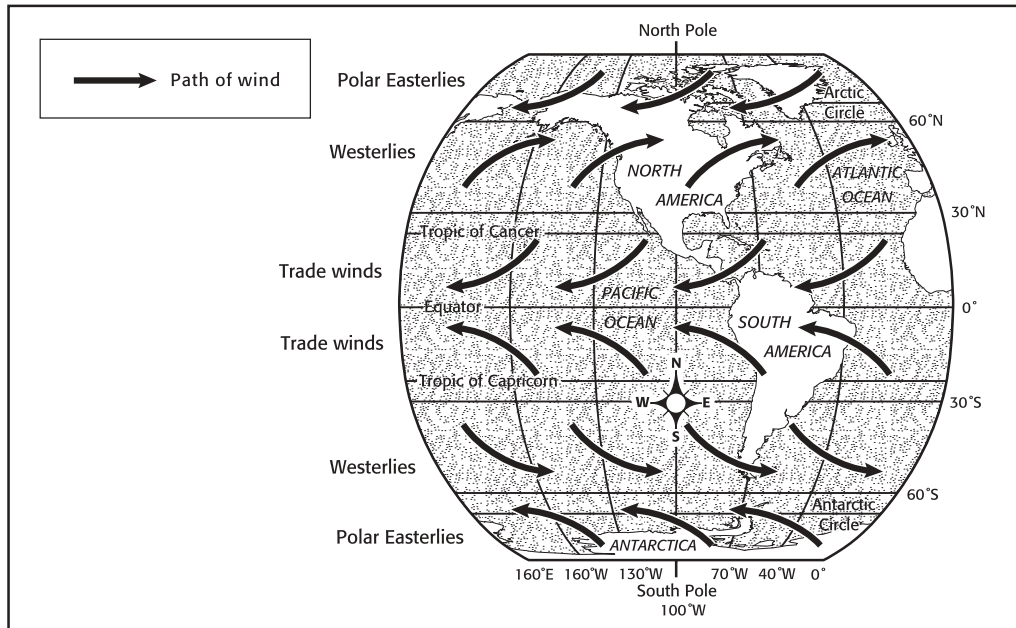 North Pole
Path of wind
Polar Easterlies
Arctic
Circle
60°N
Westerlies
NORTH
AMERICA
ATLANTIC
OCEAN
30°N
Tropic of Cancer
Trade winds
PACIFIC
OCEAN
Equator
0°
SOUTH
AMERICA
Trade winds
N
Tropic of Capricorn
W
E
30°S
S
Westerlies
60°S
Antarctic
Circle
Polar Easterlies
ANTARCTICA
160°E 160°W 130°W 70°W 40°W 0°
South Pole
100°W